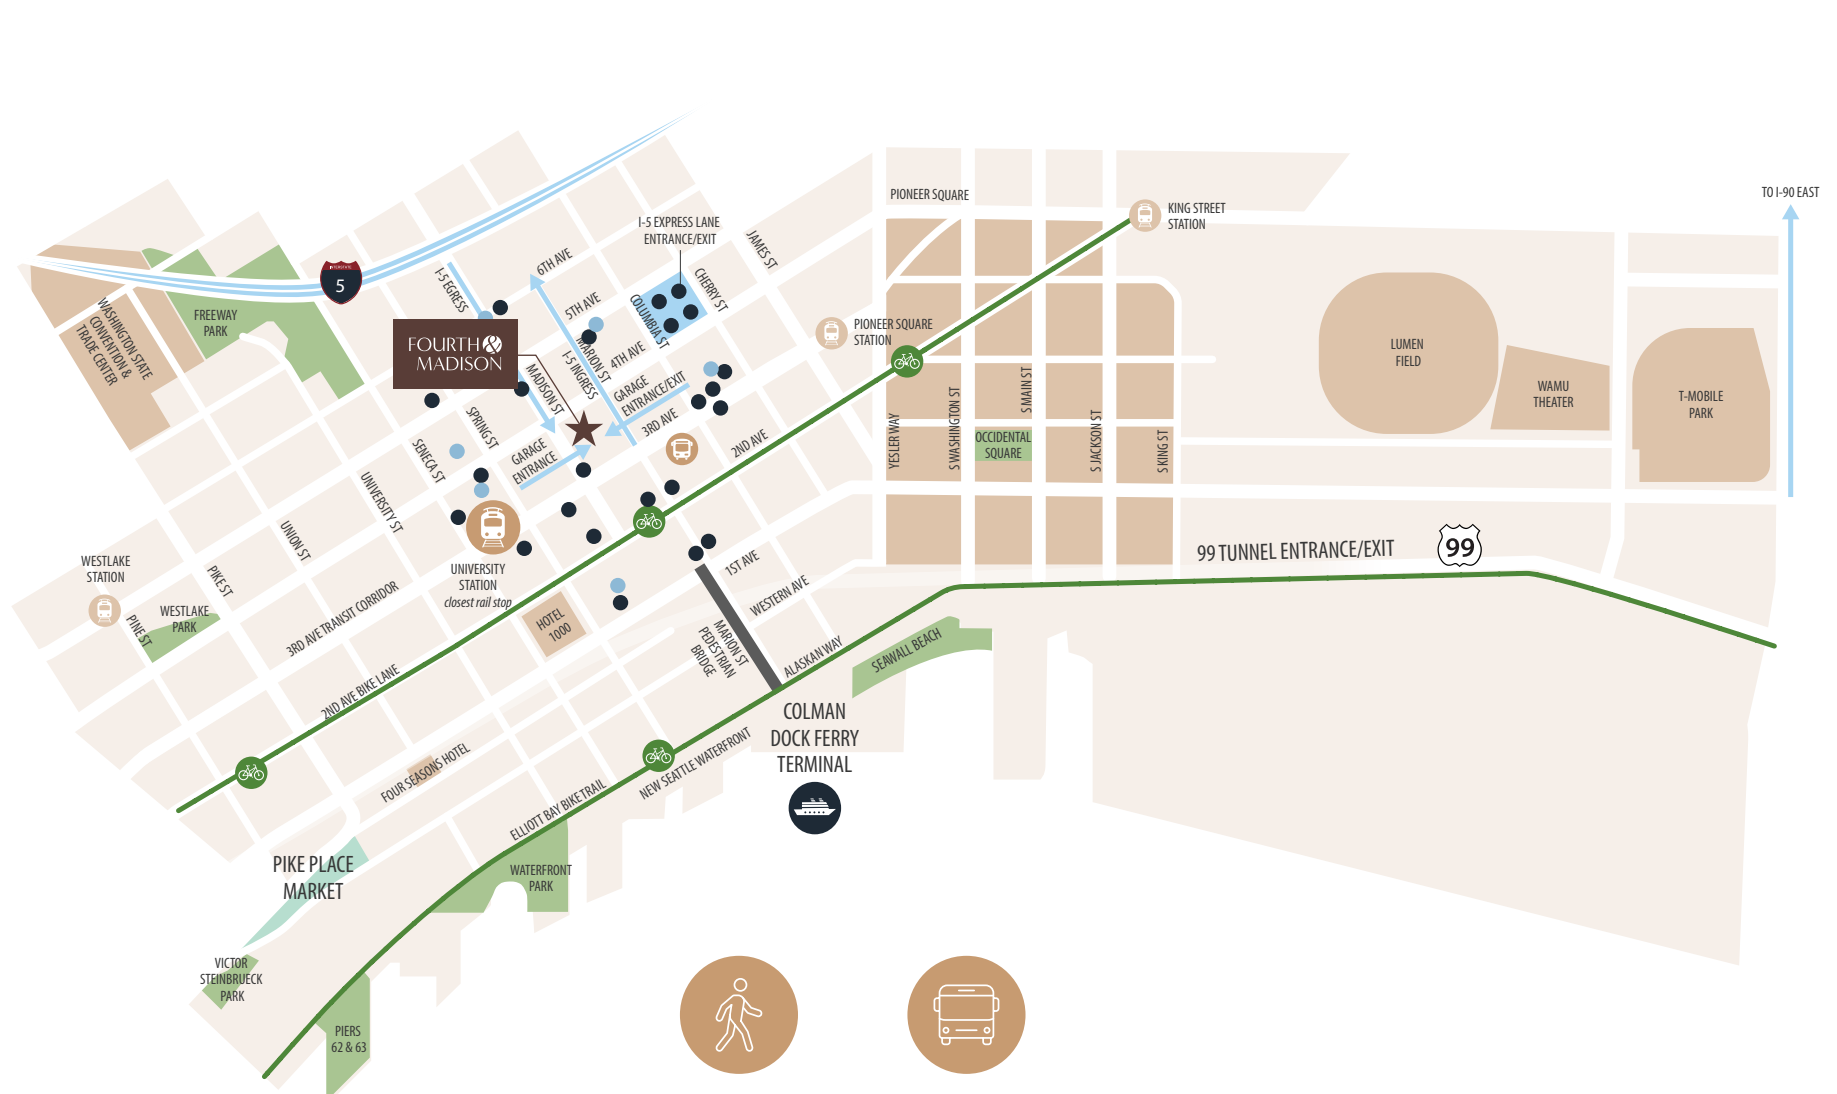 TO I-90 EAST
PIONEER SQUARE
KING STREET
STATION
I-5 EXPRESS LANE
ENTRANCE/EXIT
JAMES ST
6TH AVE
CHERRY ST
I-5 EGRESS
INTERSTATE
5
5TH AVE
COLUMBIA ST
WASHINGTON STATE
CONVENTION &
TRADE CENTER
FREEWAY
PARK
PIONEER SQUARE
STATION
FOURTH &
MADISON
MARION ST
4TH AVE
I-5 INGRESS
MADISON ST
GARAGE
ENTRANCE/EXIT
3RD AVE
LUMEN
FIELD
WAMU
THEATER
T-MOBILE
PARK
S MAIN ST
S WASHINGTON ST
YESLER WAY
S JACKSON ST
S KING ST
OCCIDENTAL
SQUARE
SPRING ST
SENECA ST
GARAGE
ENTRANCE
2ND AVE
UNIVERSITY ST
UNION ST
99 TUNNEL ENTRANCE/EXIT
99
WESTLAKE
STATION
PIKE ST
PINE ST
WESTLAKE
PARK
UNIVERSITY
STATION
closest rail stop
3RD AVE TRANSIT CORRIDOR
HOTEL
1000
1ST AVE
WESTERN AVE
MARION ST
PEDESTRIAN
BRIDGE
ALASKAN WAY
SEAWALL BEACH
2ND AVE BIKE LANE
COLMAN
DOCK FERRY
TERMINAL
FOUR SEASONS HOTEL
NEW SEATTLE WATERFRONT
ELLIOTT BAY BIKE TRAIL
PIKE PLACE
MARKET
WATERFRONT
PARK
VICTOR
STEINBRUECK
PARK
PIERS
62 & 63